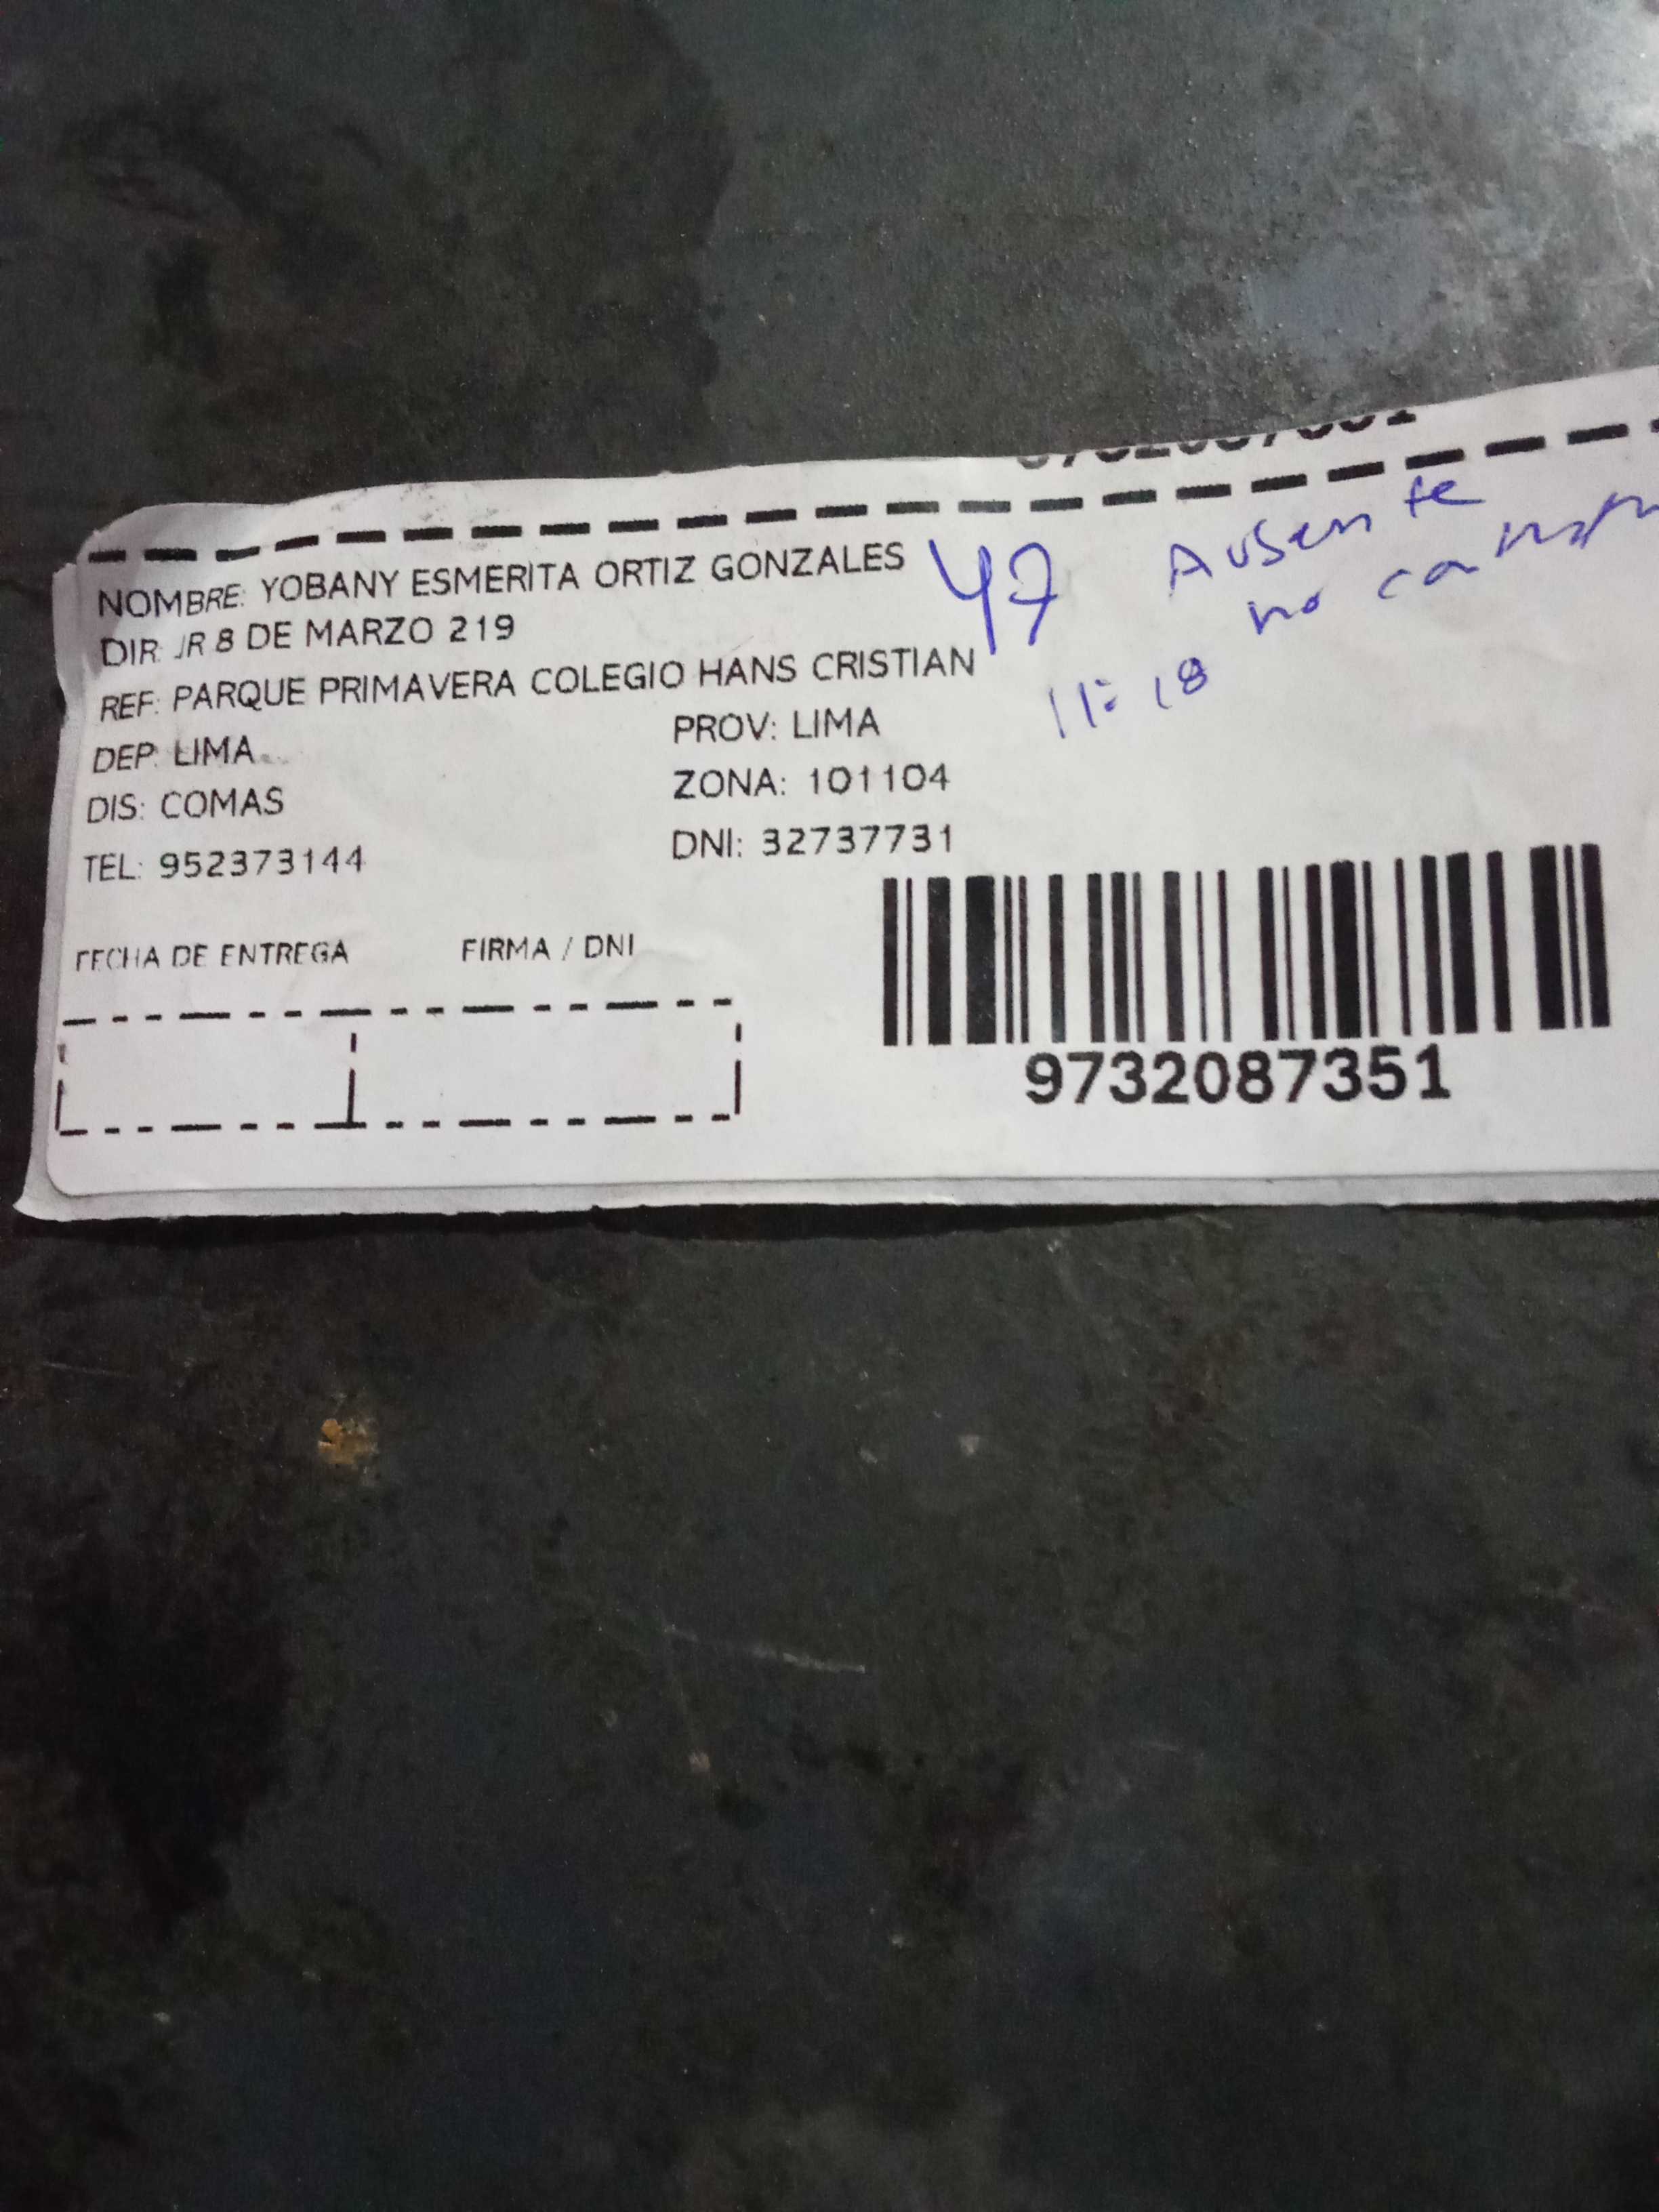 NOMBRE: YOBANY ESMERITA ORTIZ GONZALES
47
Ausente
no
DIR: JR 8 DE MARZO 219
REF: PARQUE PRIMAVERA COLEGIO HANS CRISTIAN
11:18
DEP: LIMA
PROV: LIMA
DIS: COMAS
ZONA: 101104
TEL: 952373144
DNI: 32737731
FECHA DE ENTREGA
FIRMA / DNI
9732087351